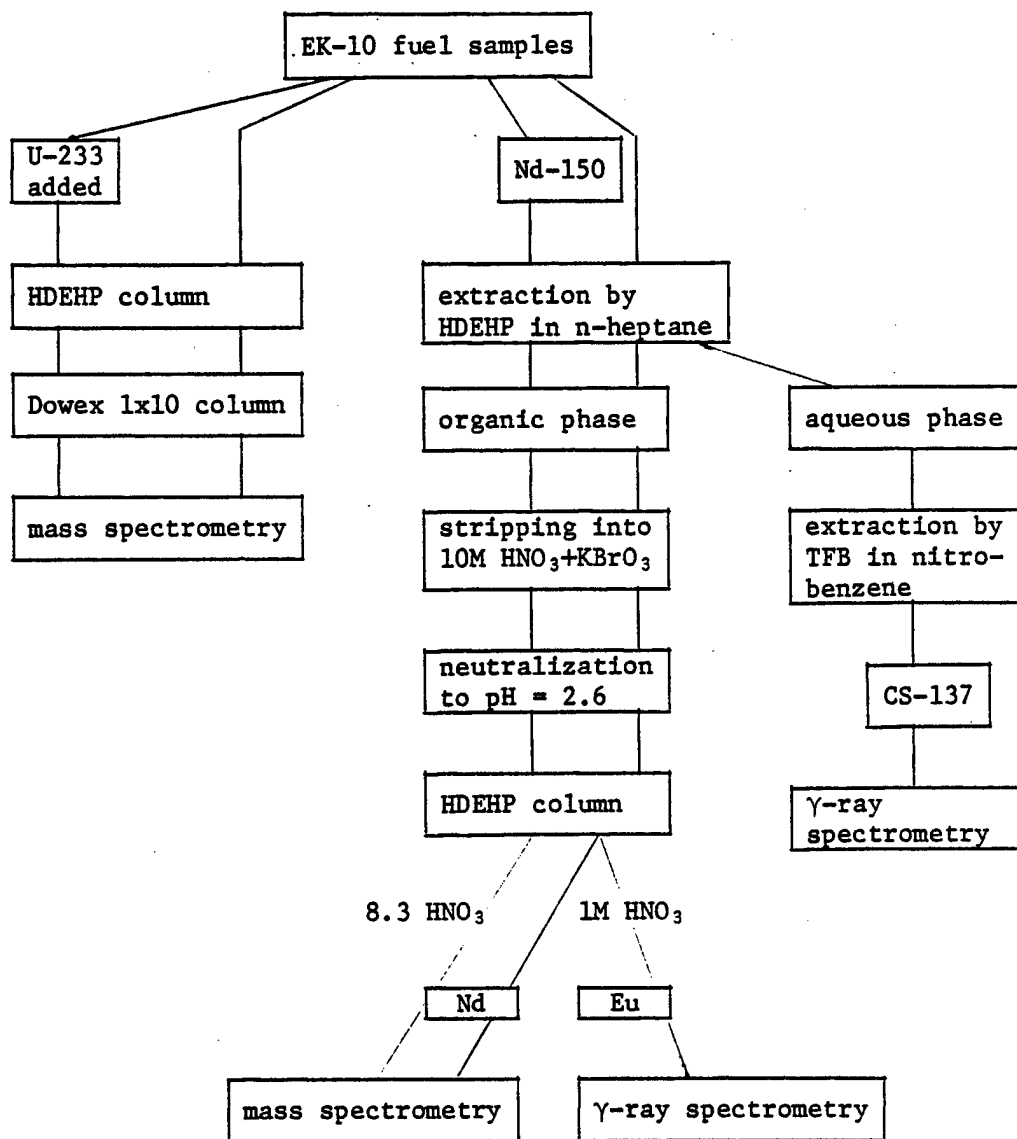 EK-10 fuel samples
U-233
added
Nd-150
HDEHP column
extraction by
HDEHP in n-heptane
Dowex 1x10 column
organic phase
aqueous phase
mass spectrometry
stripping into
10M HNO₃+KBrO₃
extraction by
TFB in nitro-
benzene
neutralization
to pH = 2.6
CS-137
HDEHP column
γ-ray
spectrometry
8.3 HNO₃
1M HNO₃
Nd
Eu
mass spectrometry
γ-ray spectrometry